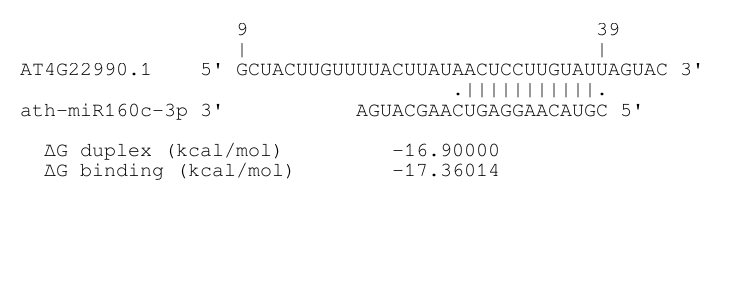 9 39
| |
AT4G22990.1 5' GCUACUUGUUUUACUUAUAACUCCUUGUAUUAGUAC 3'
.|||||||||||.
ath-miR160c-3p 3' AGUACGAACUGAGGAACAUGC 5'
ΔG duplex (kcal/mol) -16.90000
ΔG binding (kcal/mol) -17.36014